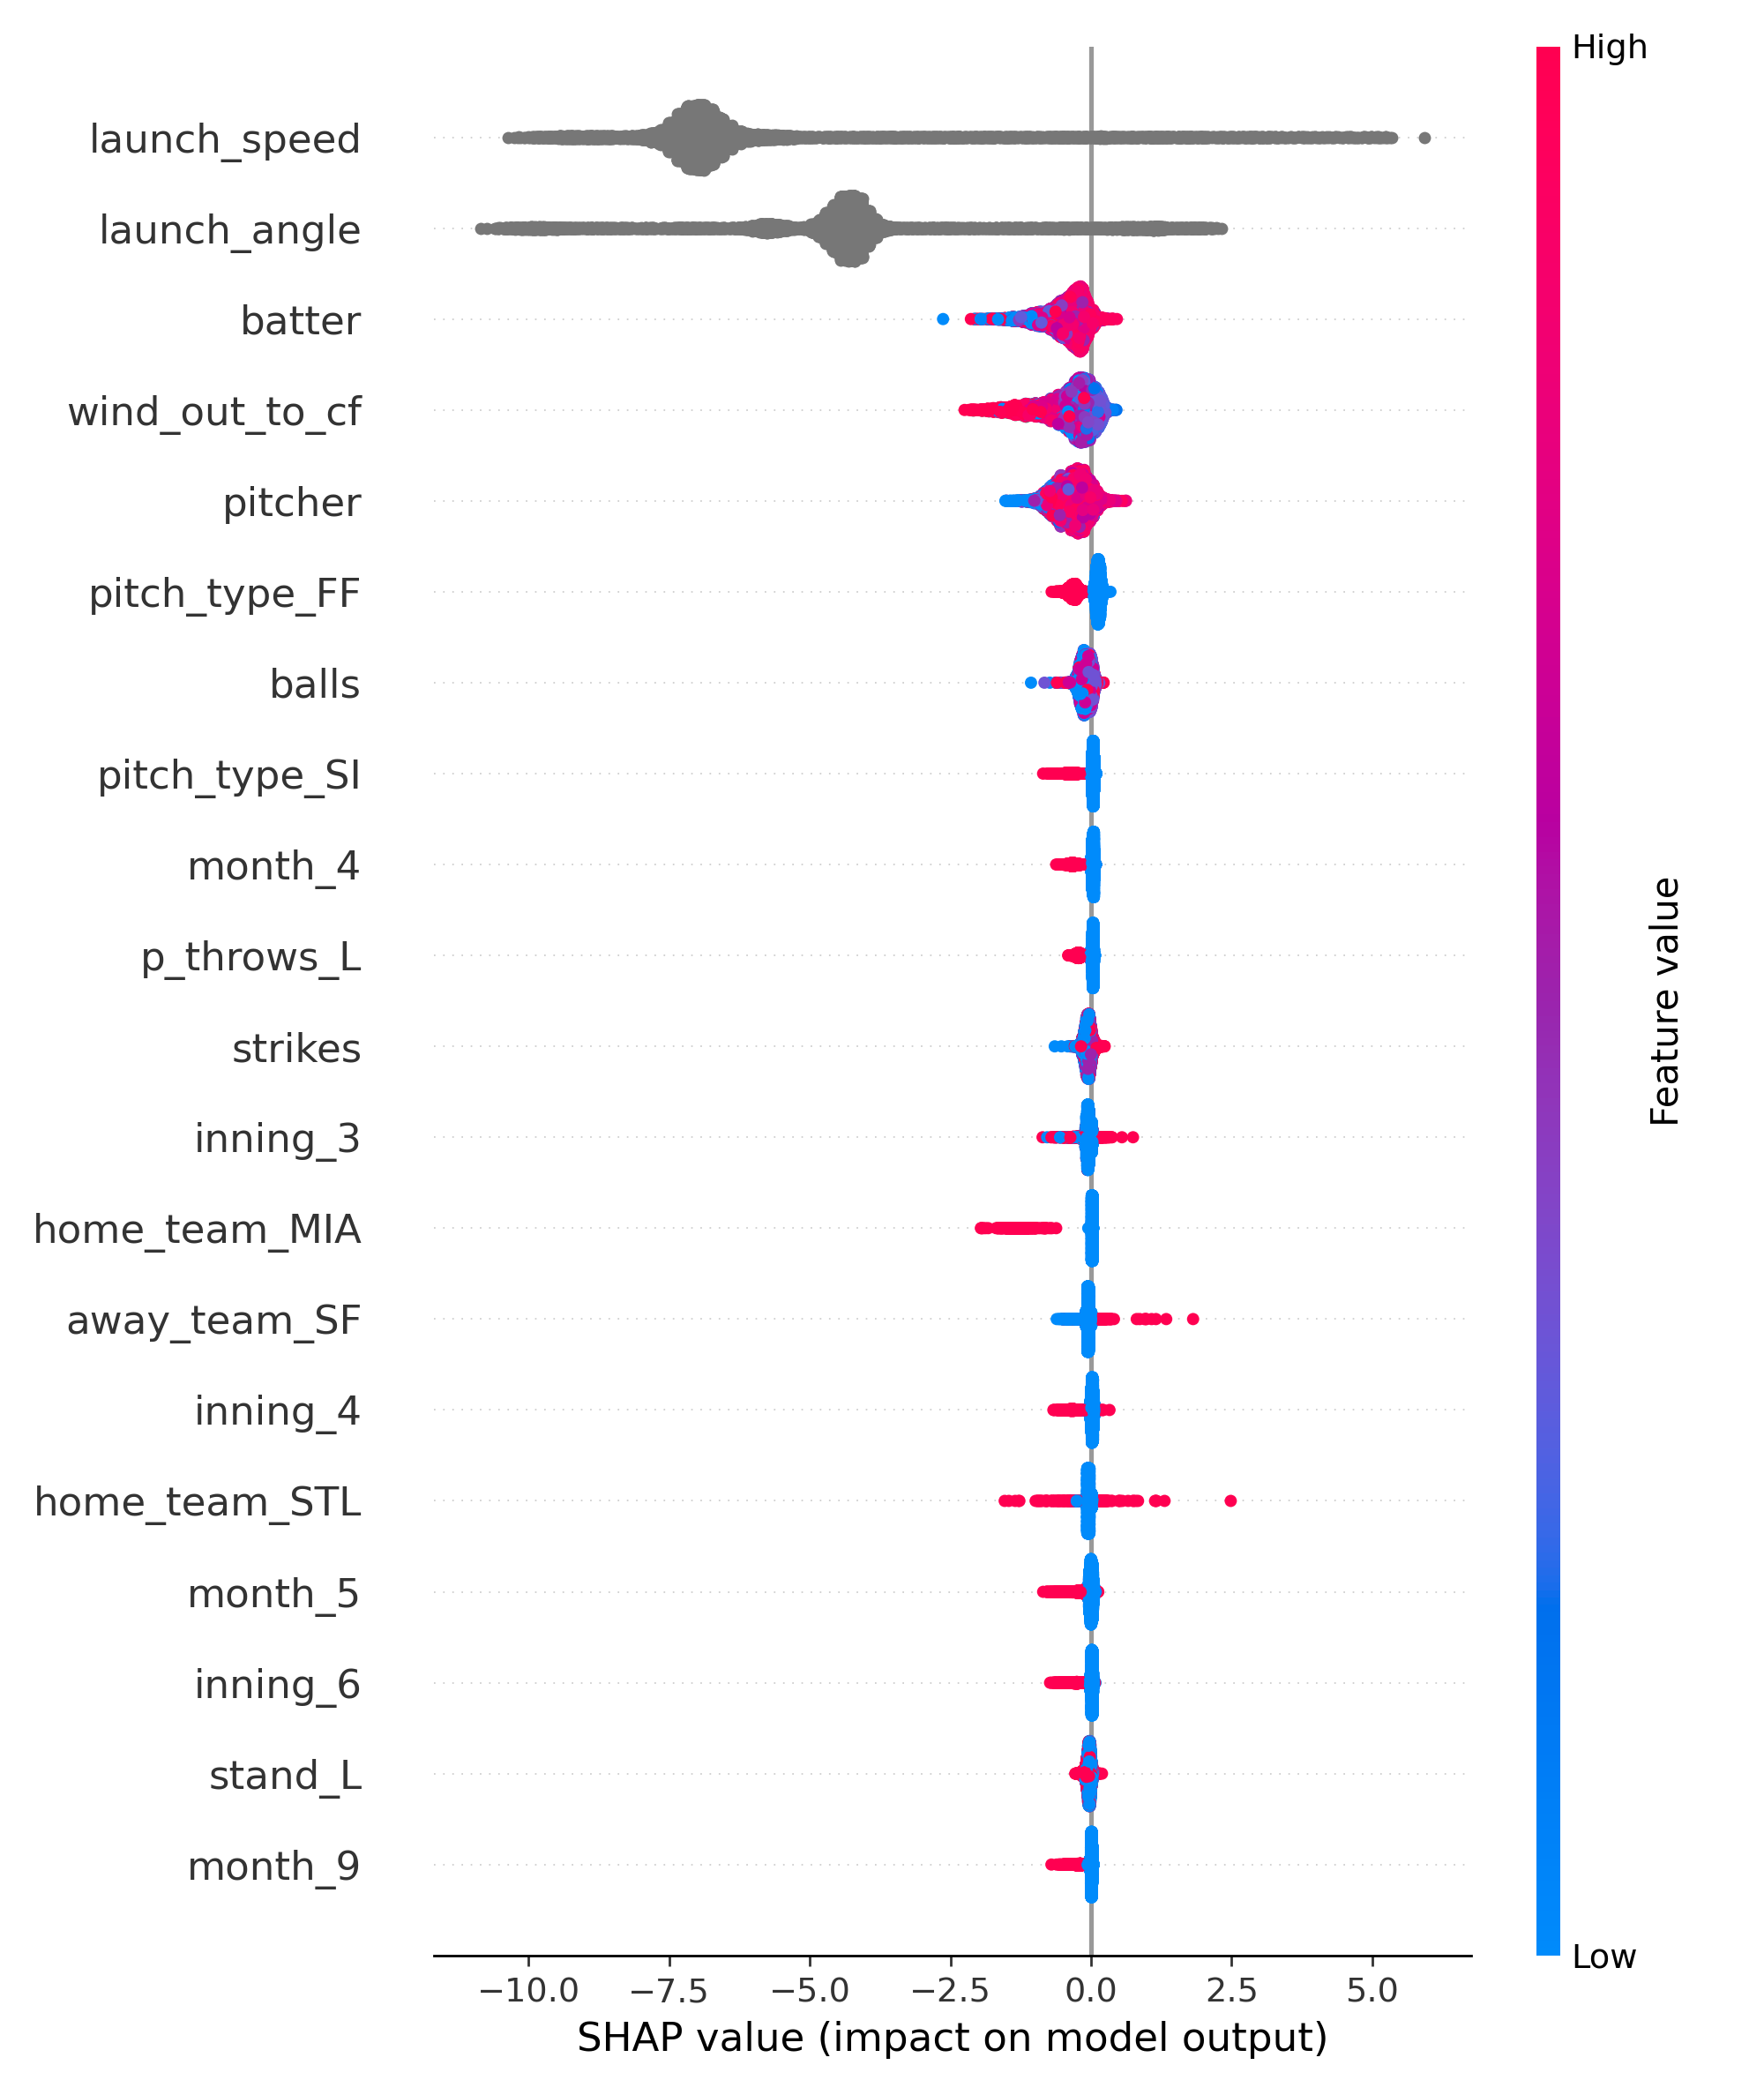 High
launch_speed
launch_angle
batter
wind_out_to_cf
pitcher
pitch_type_FF
balls
pitch_type_SI
month_4
p_throws_L
strikes
inning_3
home_team_MIA
away_team_SF
inning_4
home_team_STL
month_5
inning_6
stand_L
month_9
Feature value
Low
−10.0 −7.5 −5.0 −2.5 0.0 2.5 5.0
SHAP value (impact on model output)